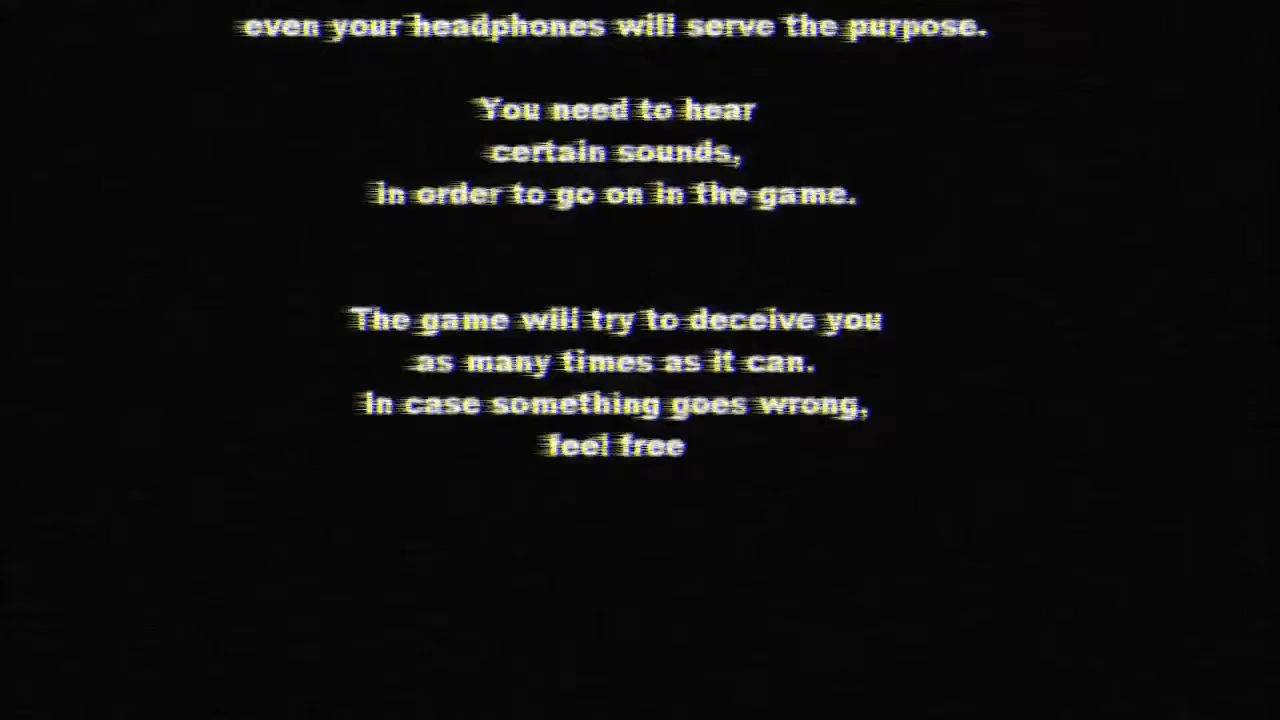 even your headphones will serve the purpose.
You need to hear
certain sounds,
in order to go on in the game.
The game will try to deceive you
as many times as it can.
In case something goes wrong,
feel free